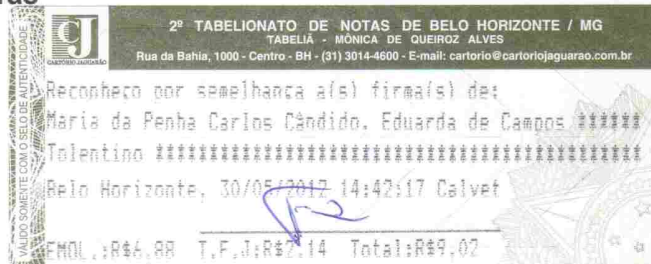 2º TABELIONATO DE NOTAS DE BELO HORIZONTE / MG
TABELIÃ - MÔNICA DE QUEIROZ ALVES
Rua da Bahia, 1000 - Centro - BH - (31) 3014-4600 - E-mail: cartorio@cartoriojaguarao.com.br
CJ
CARTÓRIO JAGUARÃO
VÁLIDO SOMENTE COM O SELO DE AUTENTICIDADE
Reconheço por semelhança a(s) firma(s) de:
Maria da Penha Carlos Cândido, Eduarda de Campos
Tolentino
Belo Horizonte, 30/05/2012 14:42:17 Calvet
EMOL.:R$6.88 T.F.J:R$2.14 Total:R$9.02